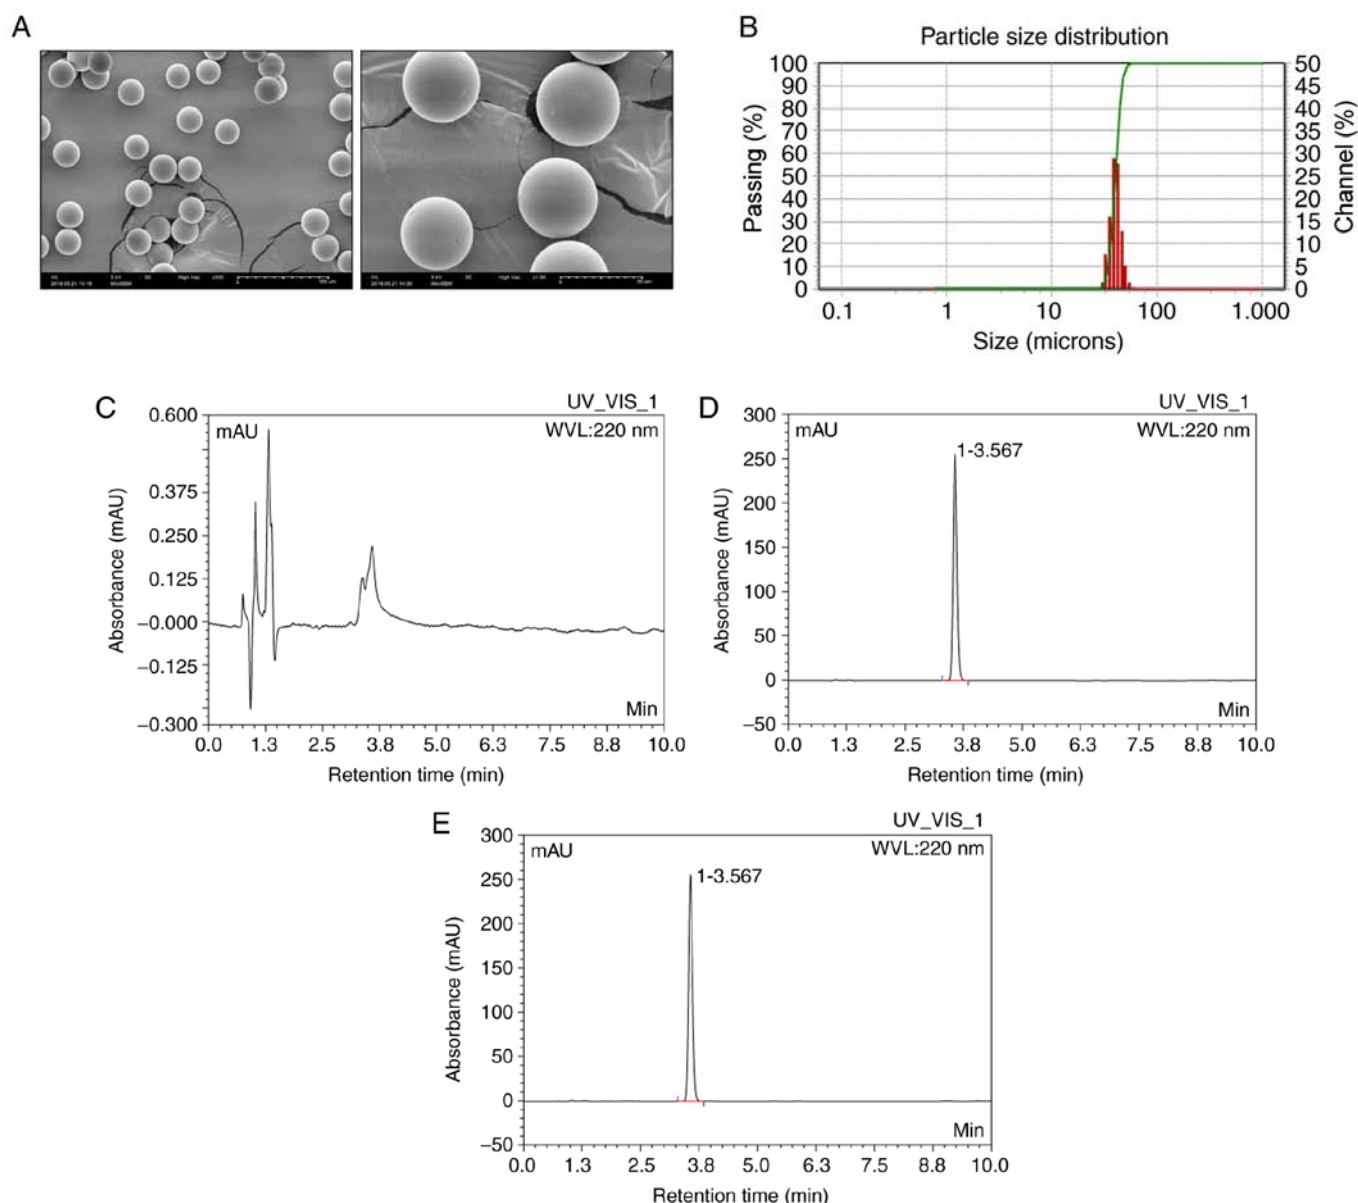 A
B
Particle size distribution
100
90
80
70
60
50
40
30
20
10
0
Passing (%)
50
45
40
35
30
25
20
15
10
5
0
Channel (%)
0.1 1 10 100 1.000
Size (microns)
C
UV_VIS_1
mAU
WVL:220 nm
0.600
0.375
0.250
0.125
−0.000
−0.125
−0.300
Absorbance (mAU)
Min
0.0 1.3 2.5 3.8 5.0 6.3 7.5 8.8 10.0
Retention time (min)
D
UV_VIS_1
mAU
WVL:220 nm
1-3.567
300
250
200
150
100
50
0
−50
Absorbance (mAU)
Min
0.0 1.3 2.5 3.8 5.0 6.3 7.5 8.8 10.0
Retention time (min)
E
UV_VIS_1
mAU
WVL:220 nm
1-3.567
300
250
200
150
100
50
0
−50
Absorbance (mAU)
Min
0.0 1.3 2.5 3.8 5.0 6.3 7.5 8.8 10.0
Retention time (min)